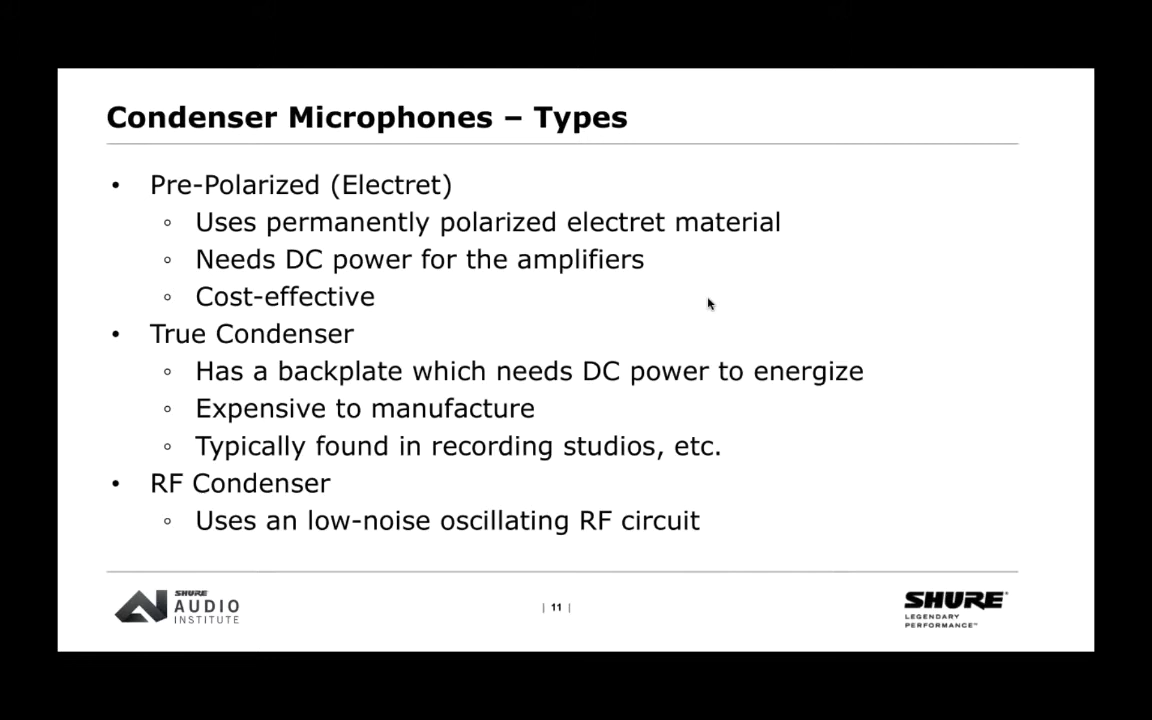 Condenser Microphones – Types
• Pre-Polarized (Electret)
◦ Uses permanently polarized electret material
◦ Needs DC power for the amplifiers
◦ Cost-effective
• True Condenser
◦ Has a backplate which needs DC power to energize
◦ Expensive to manufacture
◦ Typically found in recording studios, etc.
• RF Condenser
◦ Uses an low-noise oscillating RF circuit
SHURE
AUDIO
INSTITUTE
| 11 |
SHURE®
LEGENDARY
PERFORMANCE™